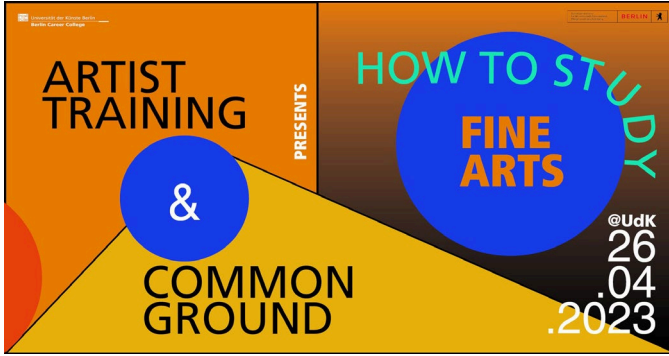 Universität der Künste Berlin
Berlin Career College
BERLIN
ARTIST
TRAINING
&
COMMON
GROUND
PRESENTS
HOW TO STUDY
FINE
ARTS
@UdK
26
.04
.2023